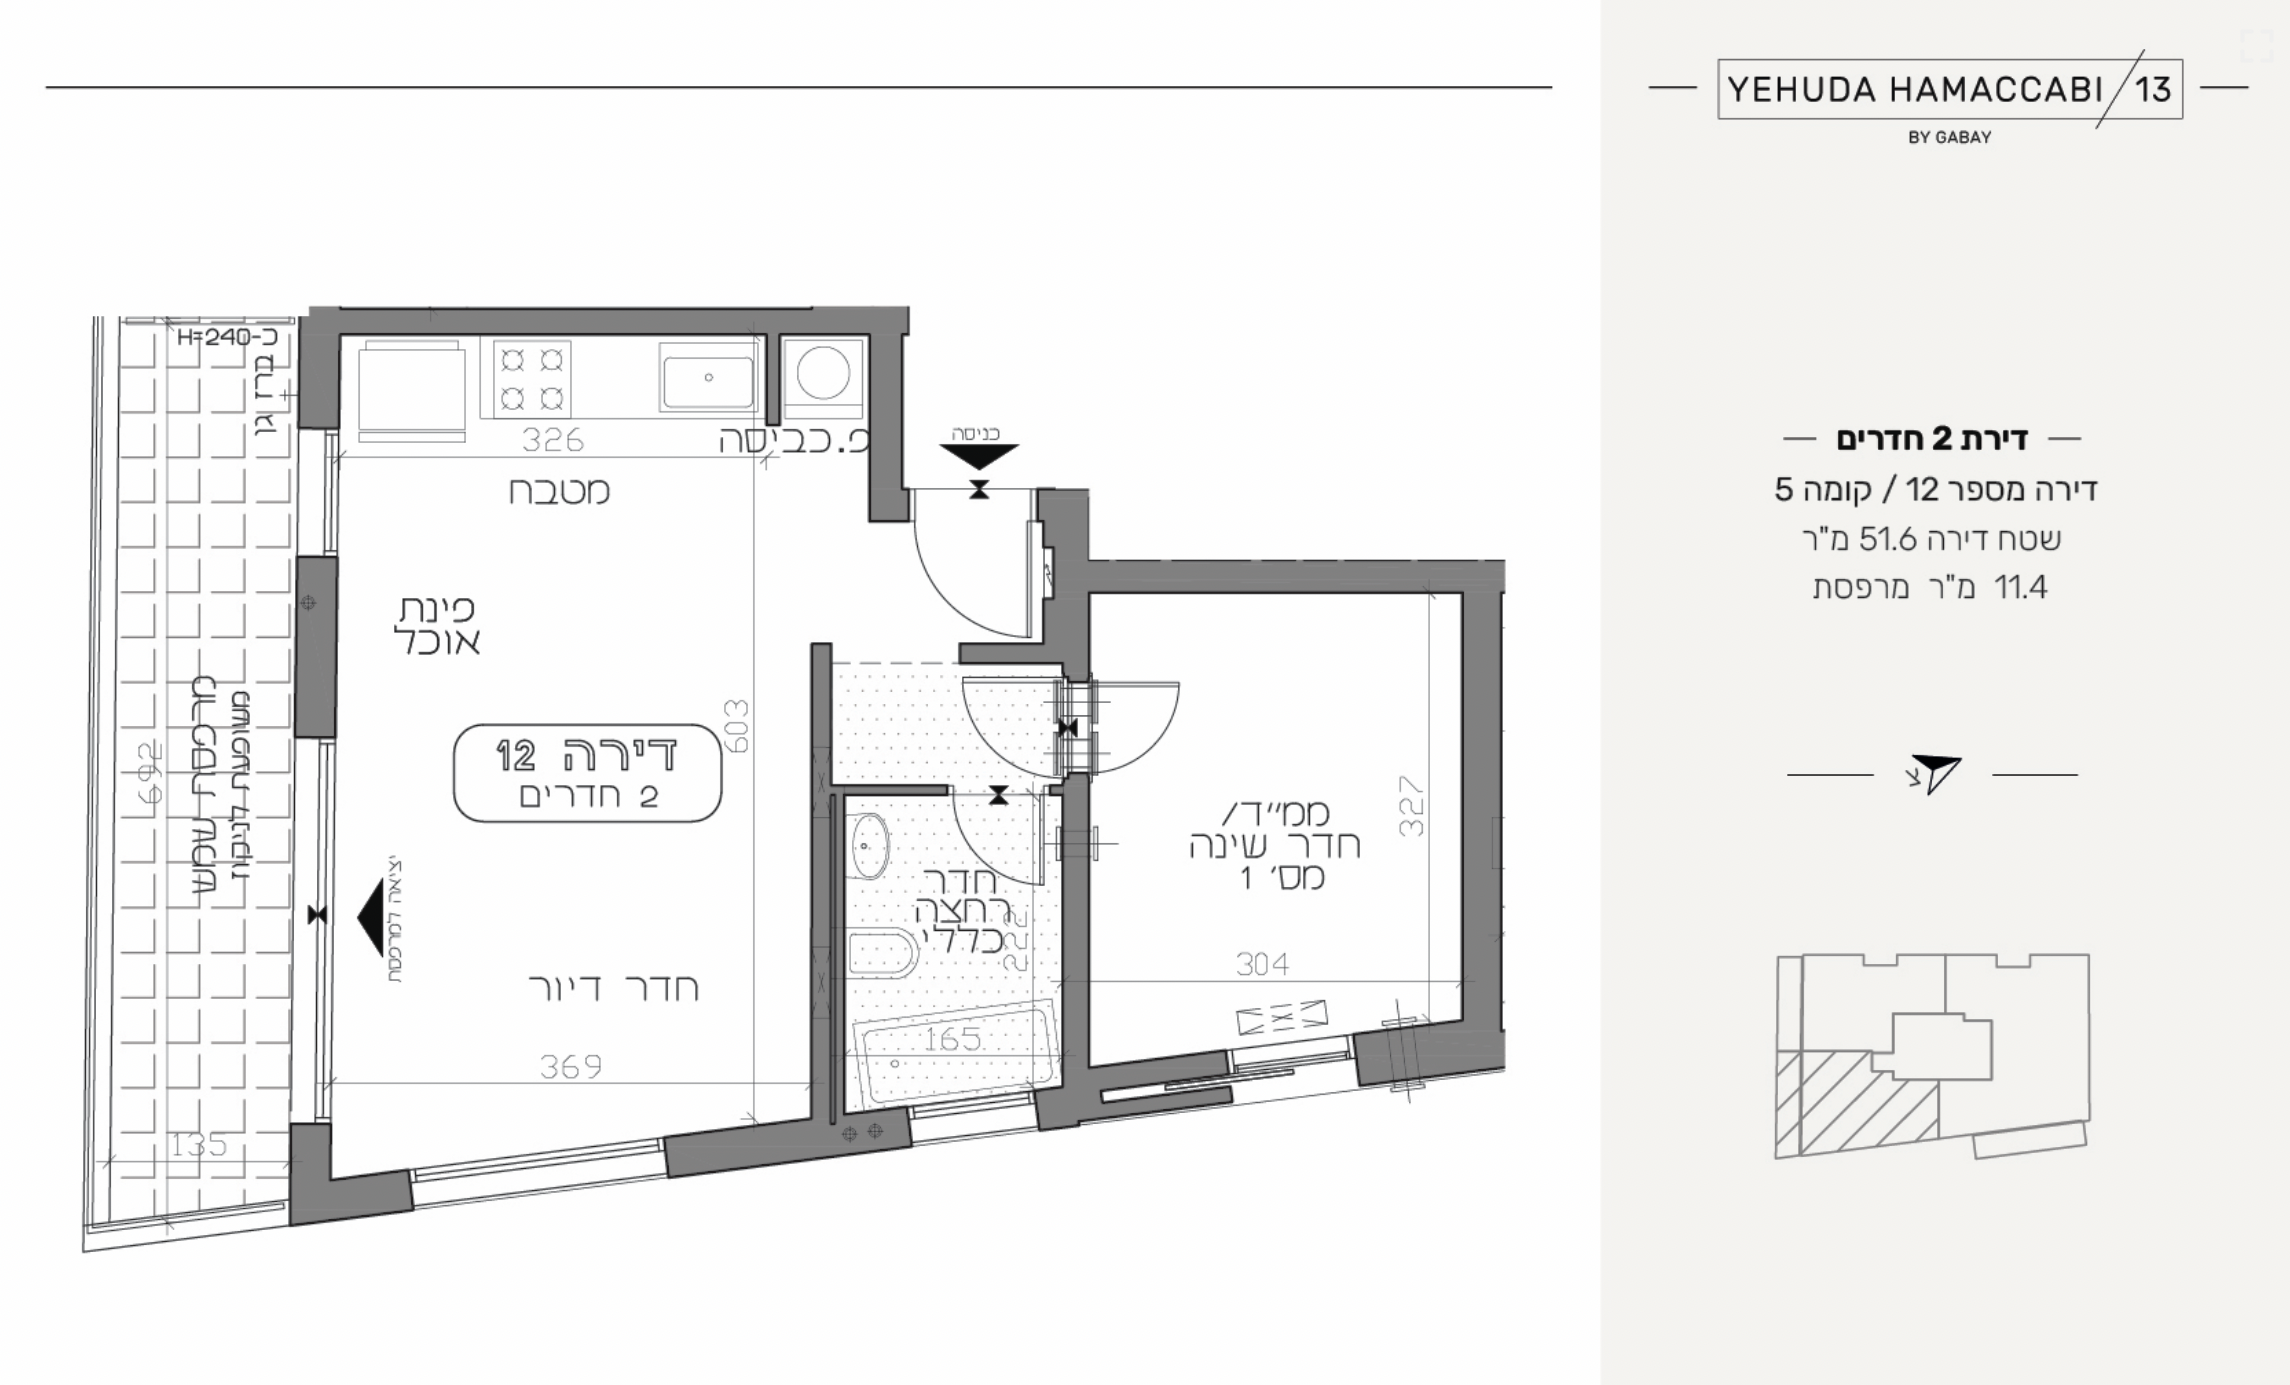 YEHUDA HAMACCABI / 13
BY GABAY
דירת 2 חדרים
דירה מספר 12 / קומה 5
שטח דירה 51.6 מ"ר
11.4 מ"ר מרפסת
צ
H=240-כ
ברז גן
326
פ.כביסה
כניסה
מטבח
פינת
אוכל
603
692
מרפסת שמש
משופעת לניקוז
דירה 12
2 חדרים
יציאה למרפסת
ממ״ד/
חדר שינה
מס׳ 1
327
חדר
רחצה
כללי
222
304
חדר דיור
165
369
135